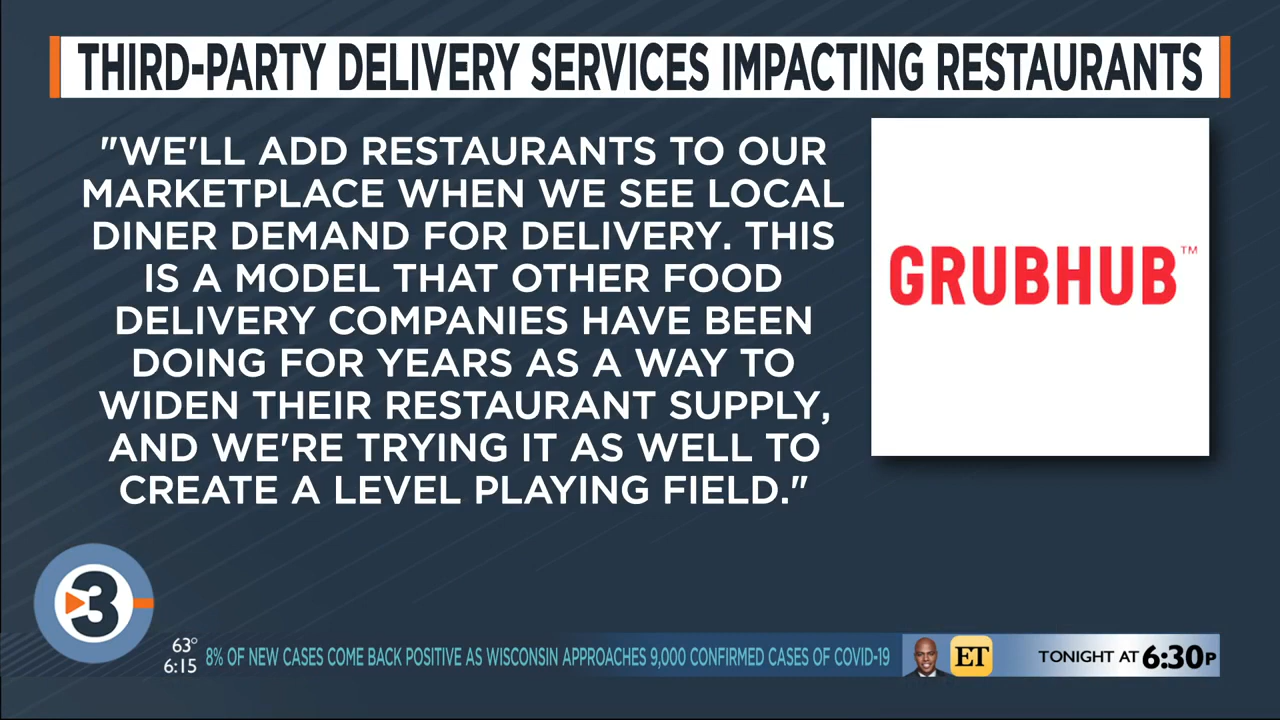 THIRD-PARTY DELIVERY SERVICES IMPACTING RESTAURANTS
"WE'LL ADD RESTAURANTS TO OUR
MARKETPLACE WHEN WE SEE LOCAL
DINER DEMAND FOR DELIVERY. THIS
IS A MODEL THAT OTHER FOOD
DELIVERY COMPANIES HAVE BEEN
DOING FOR YEARS AS A WAY TO
WIDEN THEIR RESTAURANT SUPPLY,
AND WE'RE TRYING IT AS WELL TO
CREATE A LEVEL PLAYING FIELD."
GRUBHUB™
3
63°
6:15
8% OF NEW CASES COME BACK POSITIVE AS WISCONSIN APPROACHES 9,000 CONFIRMED CASES OF COVID-19
ET
TONIGHT AT 6:30P